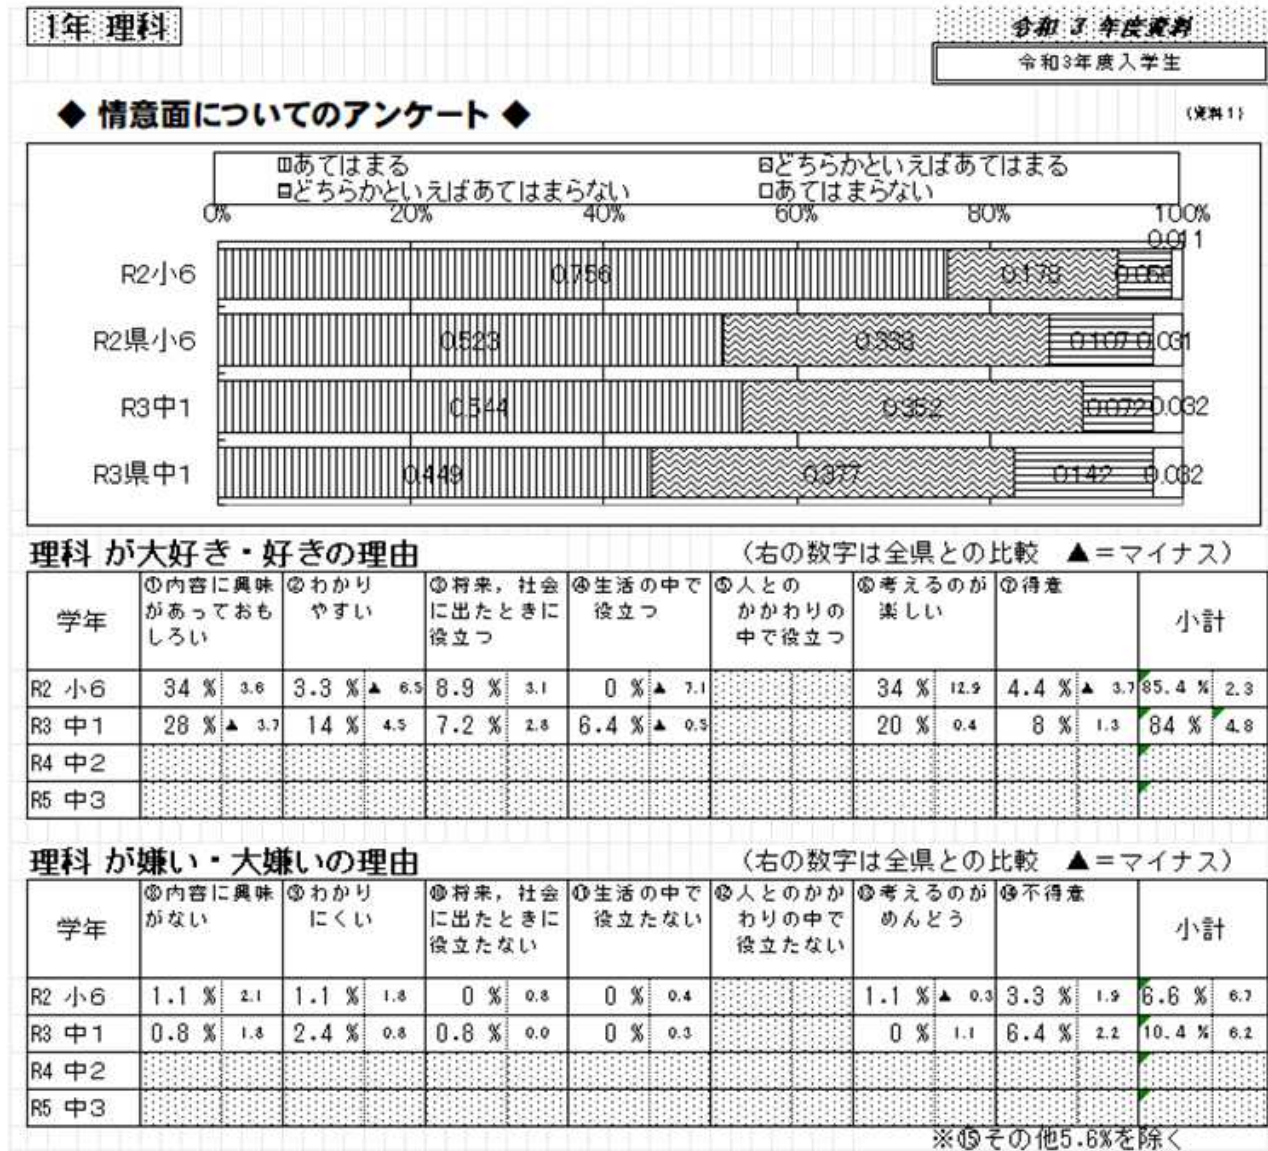 1年 理科
令和 3 年度資料
令和3年度入学生
◆ 情意面についてのアンケート ◆
(資料1)
あてはまる どちらかといえばあてはまる
どちらかといえばあてはまらない あてはまらない
0% 20% 40% 60% 80% 100%
0.011
R2小6 0.756 0.178 0.056
R2県小6 0.523 0.338 0.107 0.031
R3中1 0.544 0.352 0.072 0.032
R3県中1 0.449 0.377 0.142 0.032
理科 が大好き・好きの理由 (右の数字は全県との比較 ▲=マイナス)
学年 ①内容に興味があっておもしろい ②わかりやすい ③将来，社会に出たときに役立つ ④生活の中で役立つ ⑤人とのかかわりの中で役立つ ⑥考えるのが楽しい ⑦得意 小計
R2 小6 34 % 3.6 3.3 % ▲ 6.5 8.9 % 3.1 0 % ▲ 7.1 34 % 12.9 4.4 % ▲ 3.7 85.4 % 2.3
R3 中1 28 % ▲ 3.7 14 % 4.5 7.2 % 2.8 6.4 % ▲ 0.5 20 % 0.4 8 % 1.3 84 % 4.8
R4 中2
R5 中3
理科 が嫌い・大嫌いの理由 (右の数字は全県との比較 ▲=マイナス)
学年 ⑧内容に興味がない ⑨わかりにくい ⑩将来，社会に出たときに役立たない ⑪生活の中で役立たない ⑫人とのかかわりの中で役立たない ⑬考えるのがめんどう ⑭不得意 小計
R2 小6 1.1 % 2.1 1.1 % 1.8 0 % 0.8 0 % 0.4 1.1 % ▲ 0.3 3.3 % 1.9 6.6 % 6.7
R3 中1 0.8 % 1.8 2.4 % 0.8 0.8 % 0.0 0 % 0.3 0 % 1.1 6.4 % 2.2 10.4 % 6.2
R4 中2
R5 中3
※⑮その他5.6%を除く